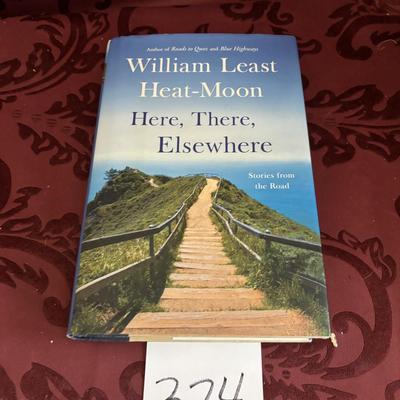 Author of Roads to Quoz and Blue Highways
William Least
Heat-Moon
Here, There,
Elsewhere
Stories from
the Road
274